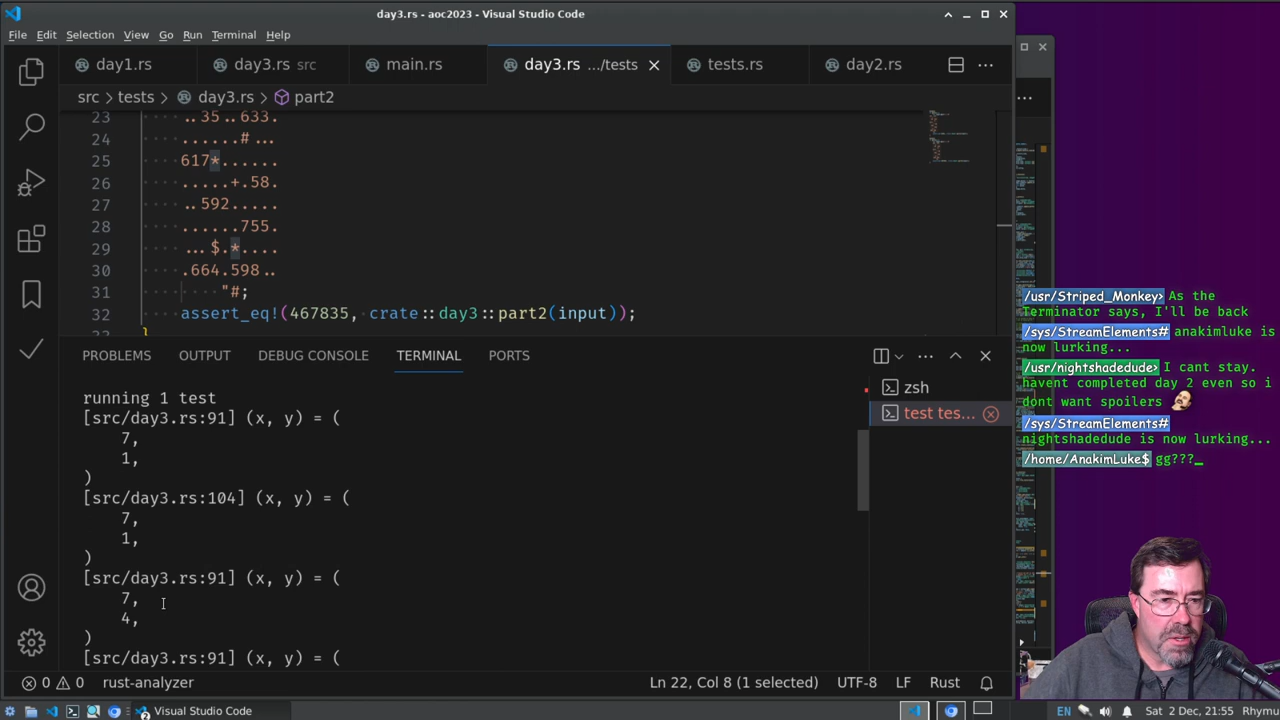 day3.rs - aoc2023 - Visual Studio Code
File Edit Selection View Go Run Terminal Help
day1.rs day3.rs src main.rs day3.rs .../tests tests.rs day2.rs
src > tests > day3.rs > part2
23 ..35..633.
24 ......#...
25 617*......
26 .....+.58.
27 ..592.....
28 ......755.
29 ...$.*....
30 .664.598..
31 "#;
32 assert_eq!(467835, crate::day3::part2(input));
PROBLEMS OUTPUT DEBUG CONSOLE TERMINAL PORTS
running 1 test
[src/day3.rs:91] (x, y) = (
7,
1,
)
[src/day3.rs:104] (x, y) = (
7,
1,
)
[src/day3.rs:91] (x, y) = (
7,
4,
)
[src/day3.rs:91] (x, y) = (
zsh
test tes...
/usr/Striped_Monkey> As the
Terminator says, I'll be back
/sys/StreamElements# anakimluke is
now lurking...
/usr/nightshadedude> I cant stay.
havent completed day 2 even so i
dont want spoilers
/sys/StreamElements#
nightshadedude is now lurking...
/home/AnakimLuke$ gg???_
0 0 rust-analyzer Ln 22, Col 8 (1 selected) UTF-8 LF Rust
Visual Studio Code EN Sat 2 Dec, 21:55 Rhymu